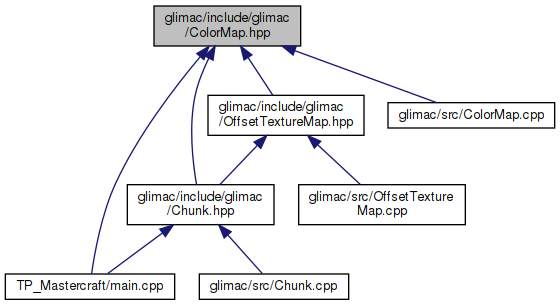 glimac/include/glimac
/ColorMap.hpp
glimac/include/glimac
/OffsetTextureMap.hpp
glimac/src/ColorMap.cpp
glimac/include/glimac
/Chunk.hpp
glimac/src/OffsetTexture
Map.cpp
TP_Mastercraft/main.cpp
glimac/src/Chunk.cpp